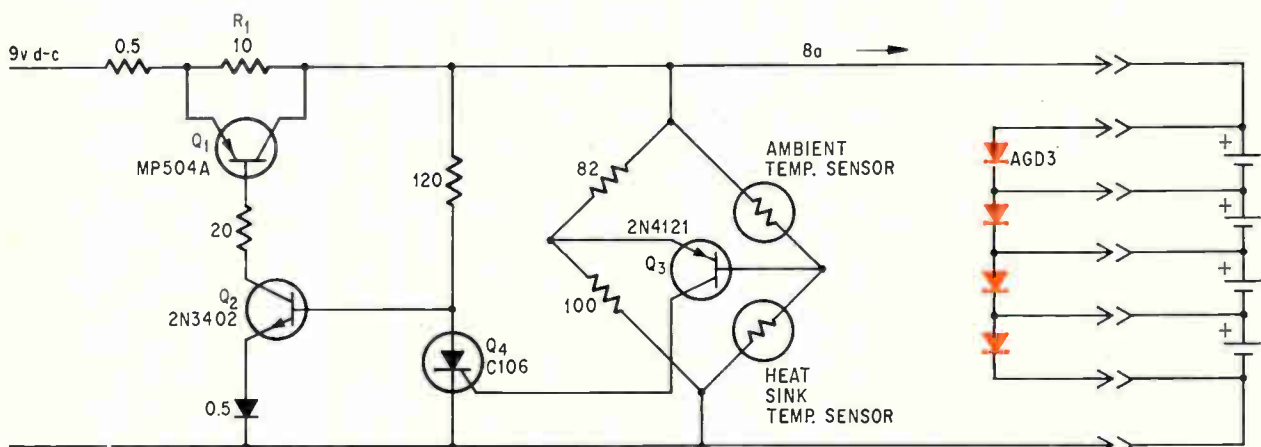 9v d-c
0.5
R1
10
8a
Q1
MP504A
20
Q2
2N3402
0.5
120
Q4
C106
82
100
2N4121
Q3
AMBIENT
TEMP. SENSOR
HEAT
SINK
TEMP. SENSOR
AGD3
+
+
+
+